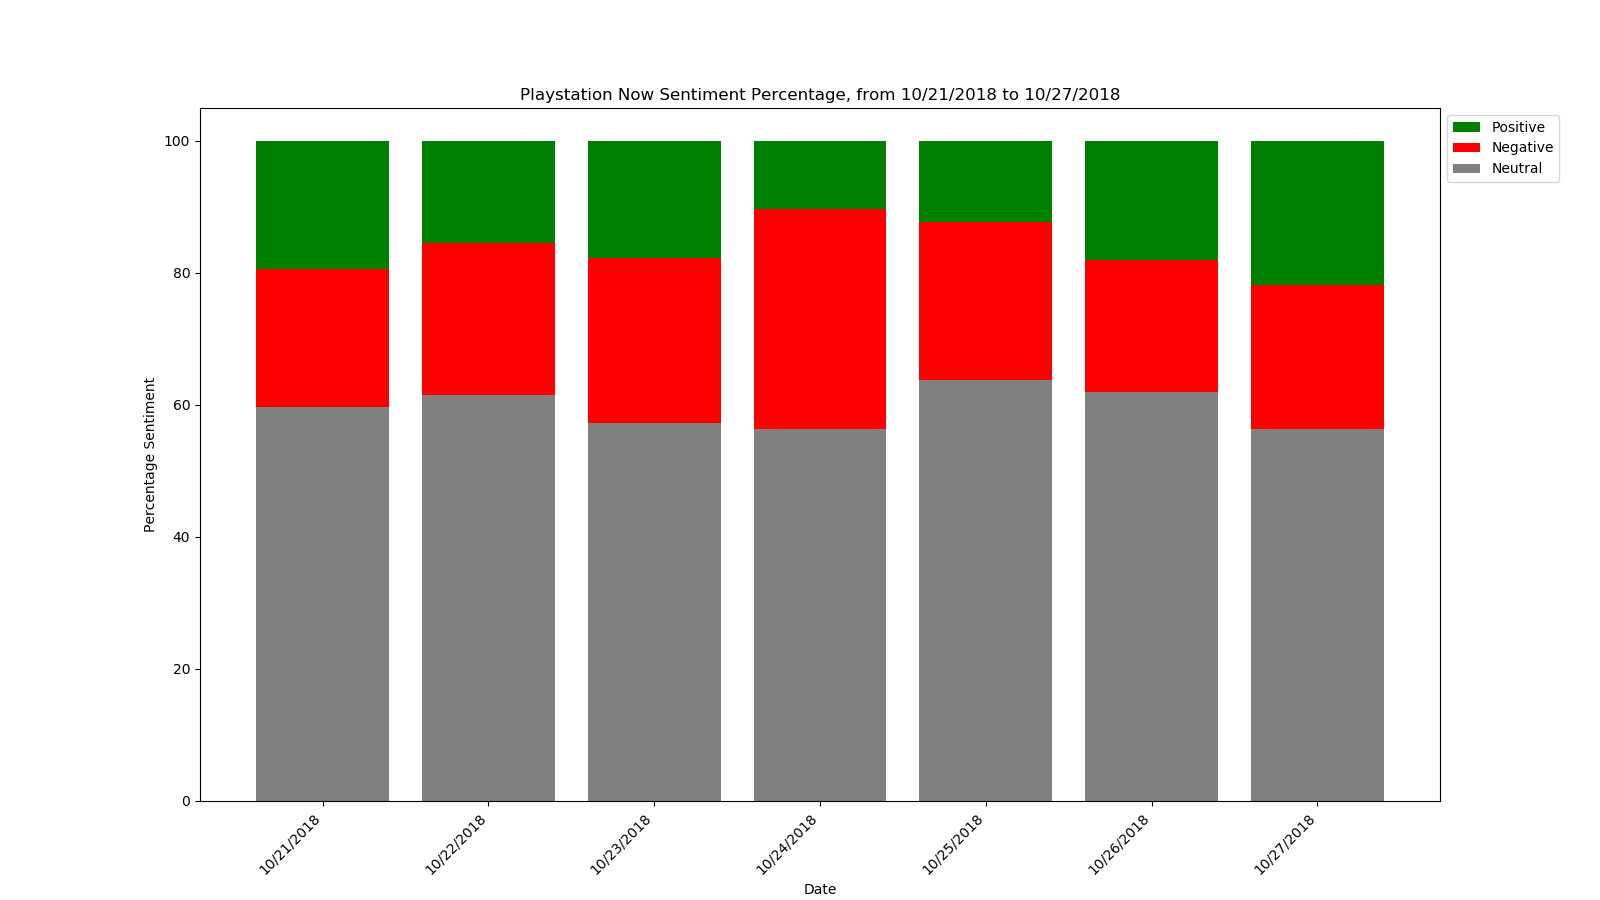 Playstation Now Sentiment Percentage, from 10/21/2018 to 10/27/2018
Positive
Negative
Neutral
Percentage Sentiment
100
80
60
40
20
0
10/21/2018
10/22/2018
10/23/2018
10/24/2018
10/25/2018
10/26/2018
10/27/2018
Date